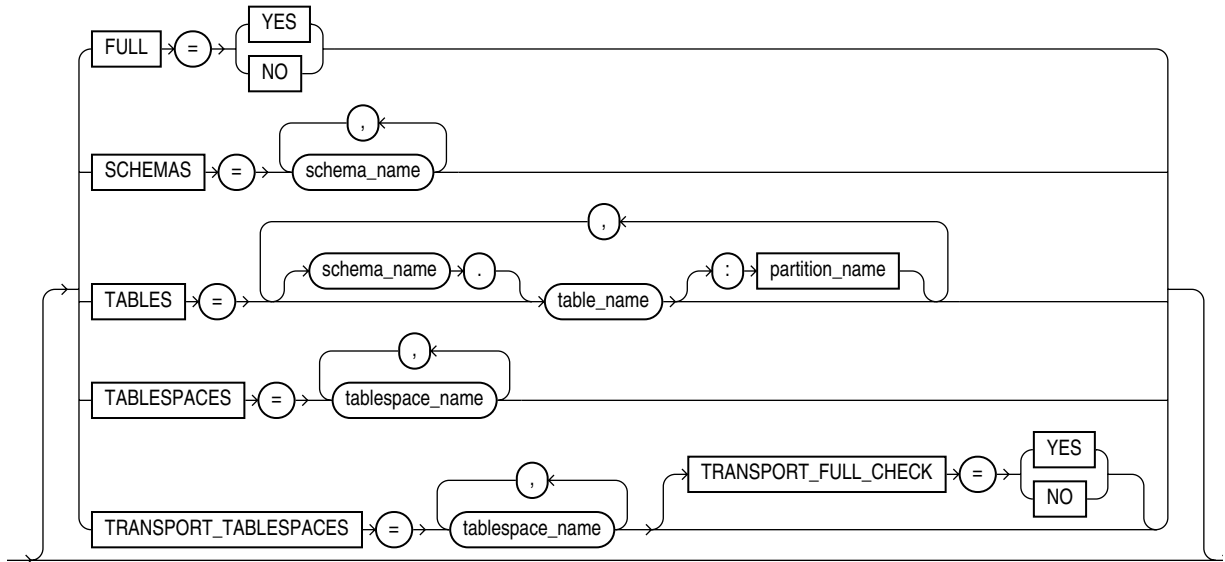 YES
FULL =
NO
,
SCHEMAS = schema_name
,
schema_name . : partition_name
TABLES = table_name
,
TABLESPACES = tablespace_name
YES
TRANSPORT_FULL_CHECK =
NO
,
TRANSPORT_TABLESPACES = tablespace_name